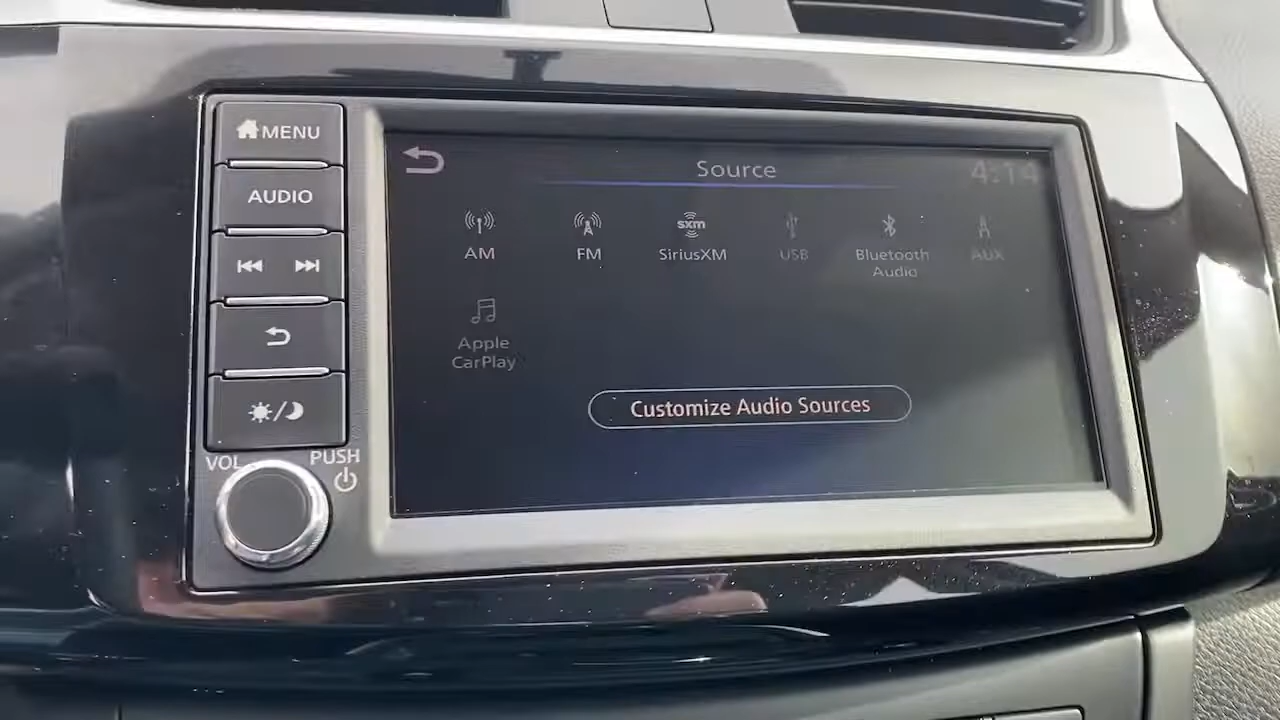 MENU
AUDIO
VOL
PUSH
Source
4:14
AM
FM
sxm
SiriusXM
USB
Bluetooth
Audio
AUX
Apple
CarPlay
Customize Audio Sources